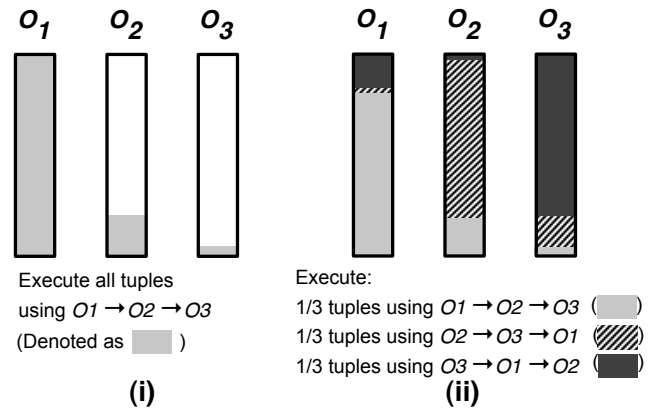 O1 O2 O3 O1 O2 O3
Execute all tuples
using O1 → O2 → O3
(Denoted as )
(i)
Execute:
1/3 tuples using O1 → O2 → O3 ( )
1/3 tuples using O2 → O3 → O1 ( )
1/3 tuples using O3 → O1 → O2 ( )
(ii)